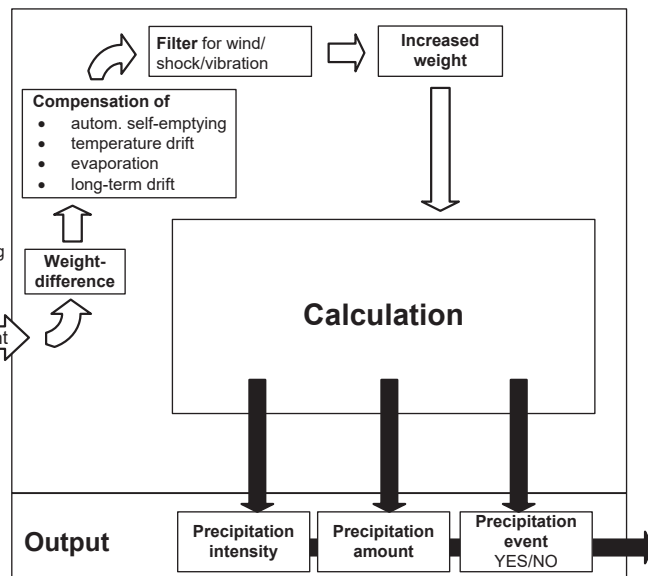 Filter for wind/
shock/vibration
Increased
weight
Compensation of
• autom. self-emptying
• temperature drift
• evaporation
• long-term drift
Weight-
difference
Calculation
Output
Precipitation
intensity
Precipitation
amount
Precipitation
event
YES/NO